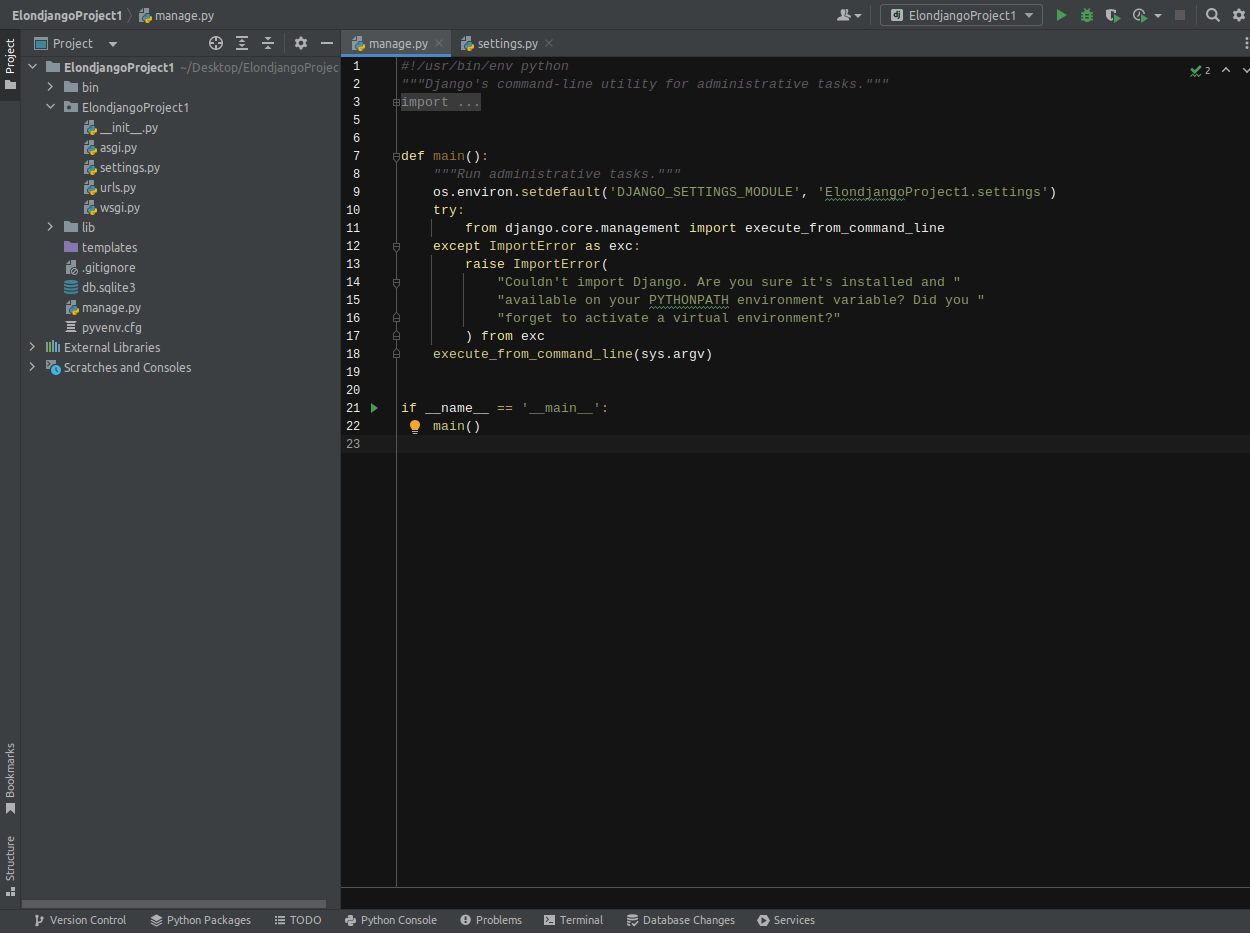 ElondjangoProject1 manage.py ElondjangoProject1
Project manage.py settings.py
Project
ElondjangoProject1 ~/Desktop/ElondjangoProjec
bin
ElondjangoProject1
__init__.py
asgi.py
settings.py
urls.py
wsgi.py
lib
templates
.gitignore
db.sqlite3
manage.py
pyvenv.cfg
External Libraries
Scratches and Consoles
1 #!/usr/bin/env python
2 """Django's command-line utility for administrative tasks."""
3 import ...
5
6
7 def main():
8 """Run administrative tasks."""
9 os.environ.setdefault('DJANGO_SETTINGS_MODULE', 'ElondjangoProject1.settings')
10 try:
11 from django.core.management import execute_from_command_line
12 except ImportError as exc:
13 raise ImportError(
14 "Couldn't import Django. Are you sure it's installed and "
15 "available on your PYTHONPATH environment variable? Did you "
16 "forget to activate a virtual environment?"
17 ) from exc
18 execute_from_command_line(sys.argv)
19
20
21 if __name__ == '__main__':
22 main()
23
2
Bookmarks
Structure
Version Control Python Packages TODO Python Console Problems Terminal Database Changes Services